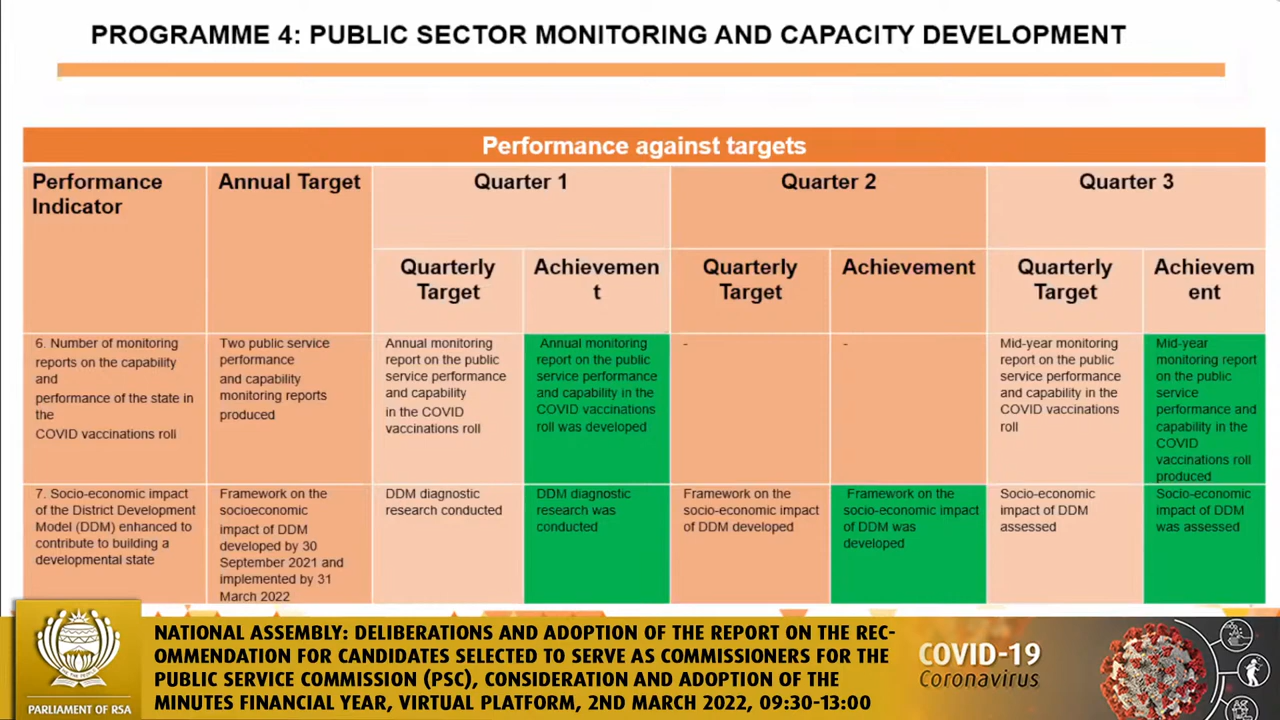 PROGRAMME 4: PUBLIC SECTOR MONITORING AND CAPACITY DEVELOPMENT
Performance against targets
Performance
Indicator
Annual Target
Quarter 1
Quarter 2
Quarter 3
Quarterly
Target
Achievemen
t
Quarterly
Target
Achievement
Quarterly
Target
Achievem
ent
6. Number of monitoring
reports on the capability
and
performance of the state in
the
COVID vaccinations roll
Two public service
performance
and capability
monitoring reports
produced
Annual monitoring
report on the public
service performance
and capability
in the COVID
vaccinations roll
Annual monitoring
report on the public
service performance
and capability in the
COVID vaccinations
roll was developed
-
-
Mid-year monitoring
report on the public
service performance
and capability in the
COVID vaccinations
roll
Mid-year
monitoring report
on the public
service
performance and
capability in the
COVID
vaccinations roll
produced
7. Socio-economic impact
of the District Development
Model (DDM) enhanced to
contribute to building a
developmental state
Framework on the
socioeconomic
impact of DDM
developed by 30
September 2021 and
implemented by 31
March 2022
DDM diagnostic
research conducted
DDM diagnostic
research was
conducted
Framework on the
socio-economic impact
of DDM developed
Framework on the
socio-economic impact
of DDM was
developed
Socio-economic
impact of DDM
assessed
Socio-economic
impact of DDM
was assessed
PARLIAMENT OF RSA
NATIONAL ASSEMBLY: DELIBERATIONS AND ADOPTION OF THE REPORT ON THE REC-
OMMENDATION FOR CANDIDATES SELECTED TO SERVE AS COMMISSIONERS FOR THE
PUBLIC SERVICE COMMISSION (PSC), CONSIDERATION AND ADOPTION OF THE
MINUTES FINANCIAL YEAR, VIRTUAL PLATFORM, 2ND MARCH 2022, 09:30-13:00
COVID-19
Coronavirus